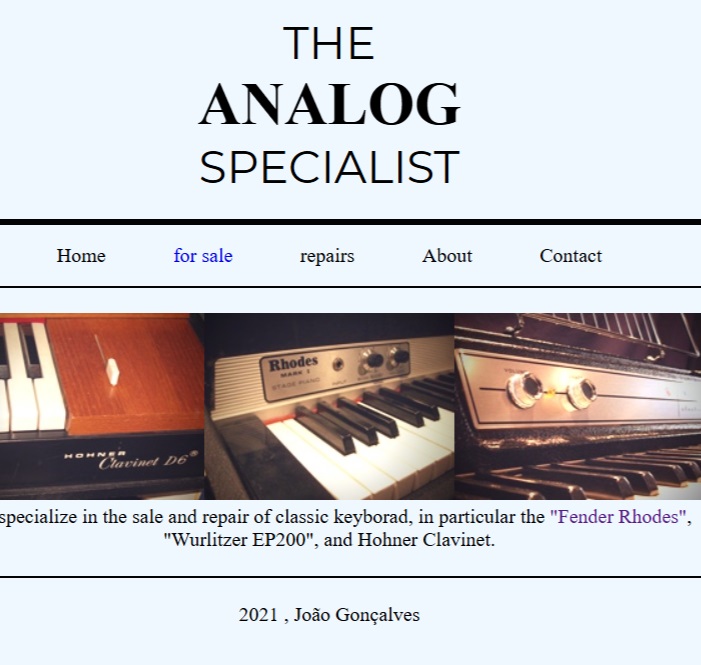 THE
ANALOG
SPECIALIST
Home for sale repairs About Contact
HOHNER
Clavinet D6
Rhodes
MARK I
STAGE PIANO
specialize in the sale and repair of classic keyborad, in particular the "Fender Rhodes",
"Wurlitzer EP200", and Hohner Clavinet.
2021 , João Gonçalves